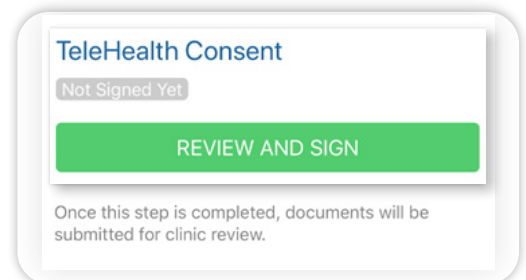 TeleHealth Consent
Not Signed Yet
REVIEW AND SIGN
Once this step is completed, documents will be
submitted for clinic review.